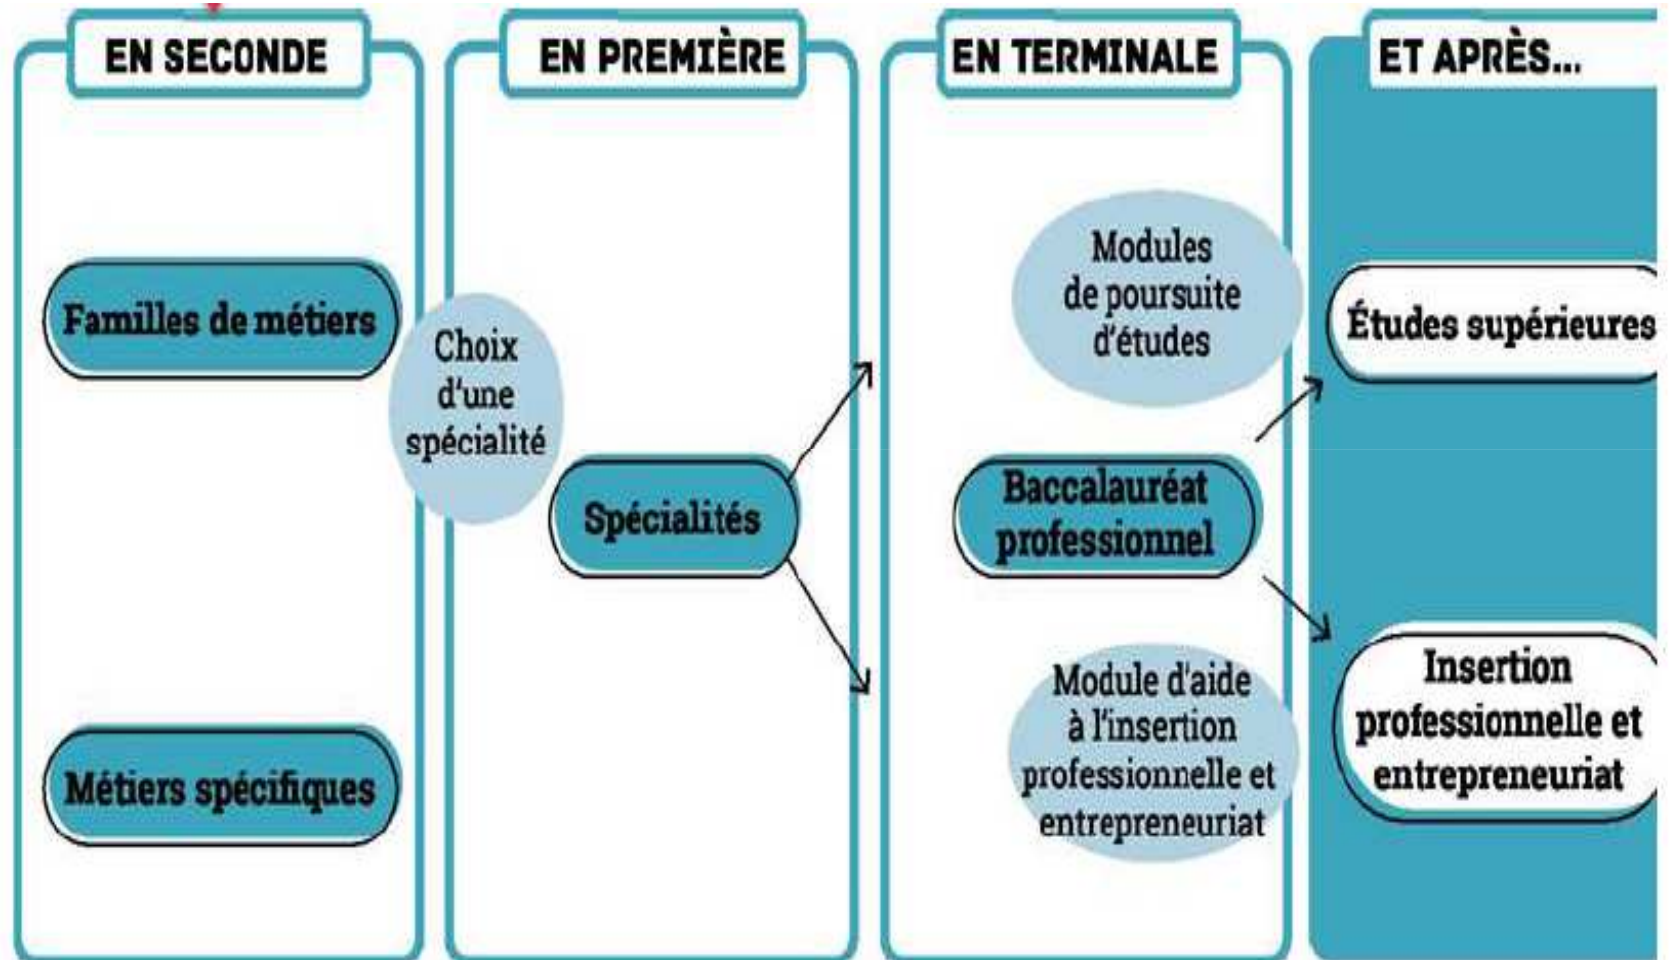 EN SECONDE
Familles de métiers
Métiers spécifiques
Choix
d'une
spécialité
EN PREMIÈRE
Spécialités
EN TERMINALE
Modules
de poursuite
d'études
Baccalauréat
professionnel
Module d'aide
à l'insertion
professionnelle et
entrepreneuriat
ET APRÈS...
Études supérieures
Insertion
professionnelle et
entrepreneuriat